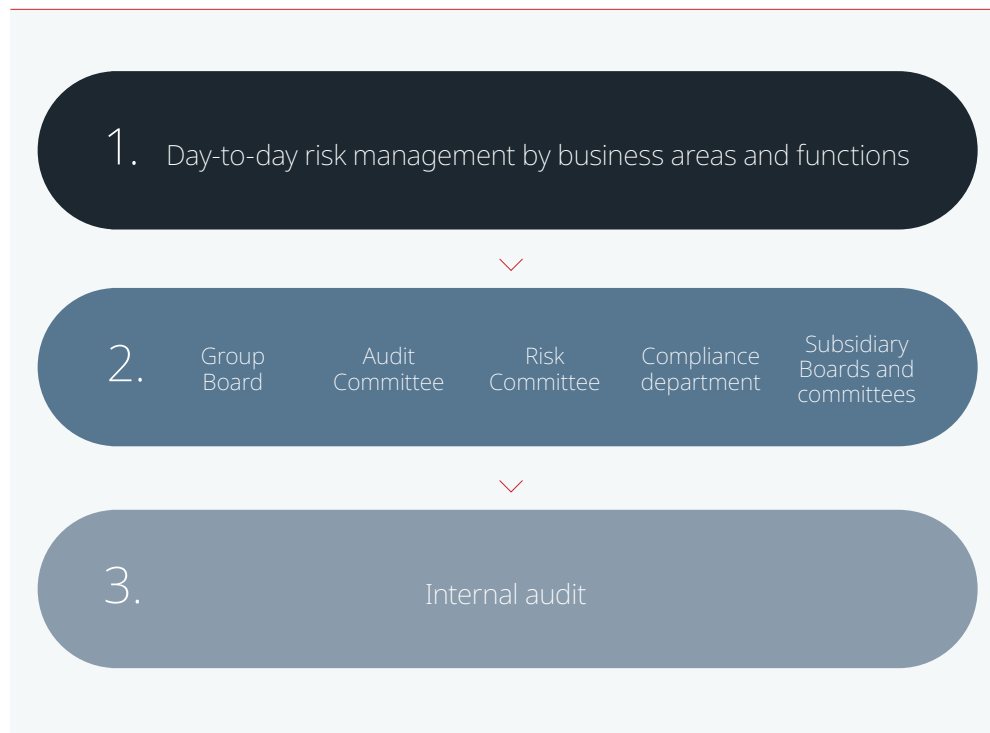 1. Day-to-day risk management by business areas and functions
2.
Group
Board
Audit
Committee
Risk
Committee
Compliance
department
Subsidiary
Boards and
committees
3.
Internal audit